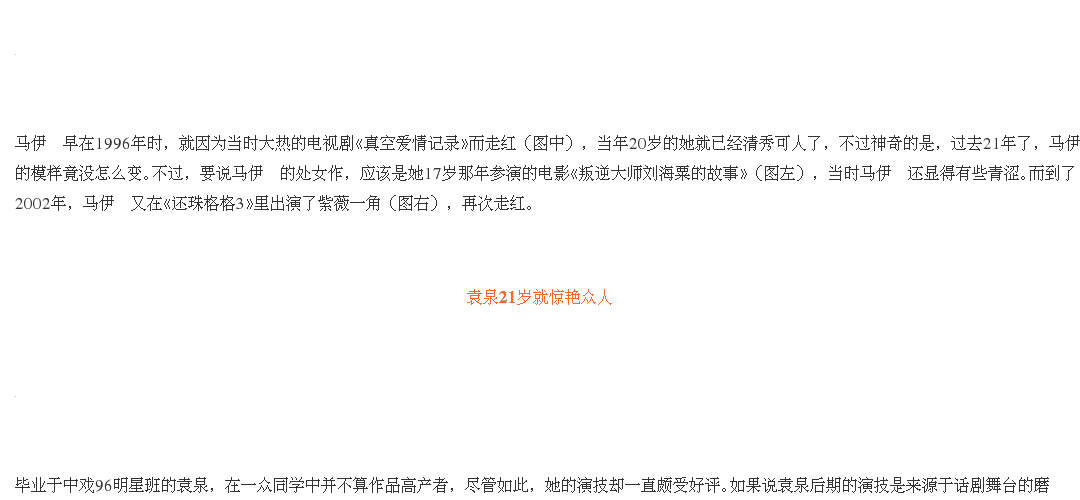 马伊　早在1996年时，就因为当时大热的电视剧《真空爱情记录》而走红（图中），当年20岁的她就已经清秀可人了，不过神奇的是，过去21年了，马伊
的模样竟没怎么变。不过，要说马伊　的处女作，应该是她17岁那年参演的电影《叛逆大师刘海粟的故事》（图左），当时马伊　还显得有些青涩。而到了
2002年，马伊　又在《还珠格格3》里出演了紫薇一角（图右），再次走红。
袁泉21岁就惊艳众人
毕业于中戏96明星班的袁泉，在一众同学中并不算作品高产者，尽管如此，她的演技却一直颇受好评。如果说袁泉后期的演技是来源于话剧舞台的磨